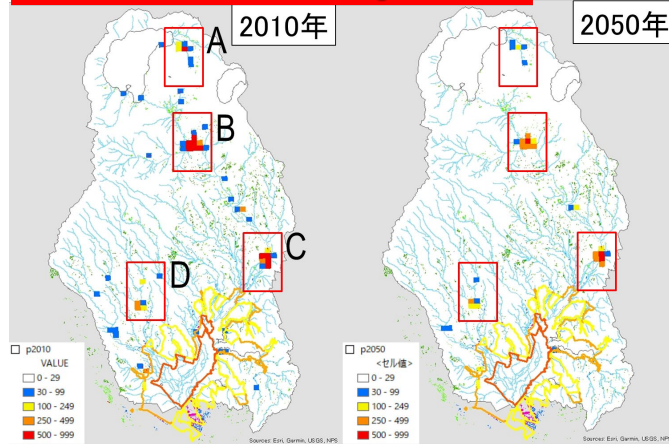 2010年
A
B
C
D
p2010
VALUE
0 - 29
30 - 99
100 - 249
250 - 499
500 - 999
Sources: Esri, Garmin, USGS, NPS
2050年
p2050
<セル値>
0 - 29
30 - 99
100 - 249
250 - 499
500 - 999
Sources: Esri, Garmin, USGS, NPS